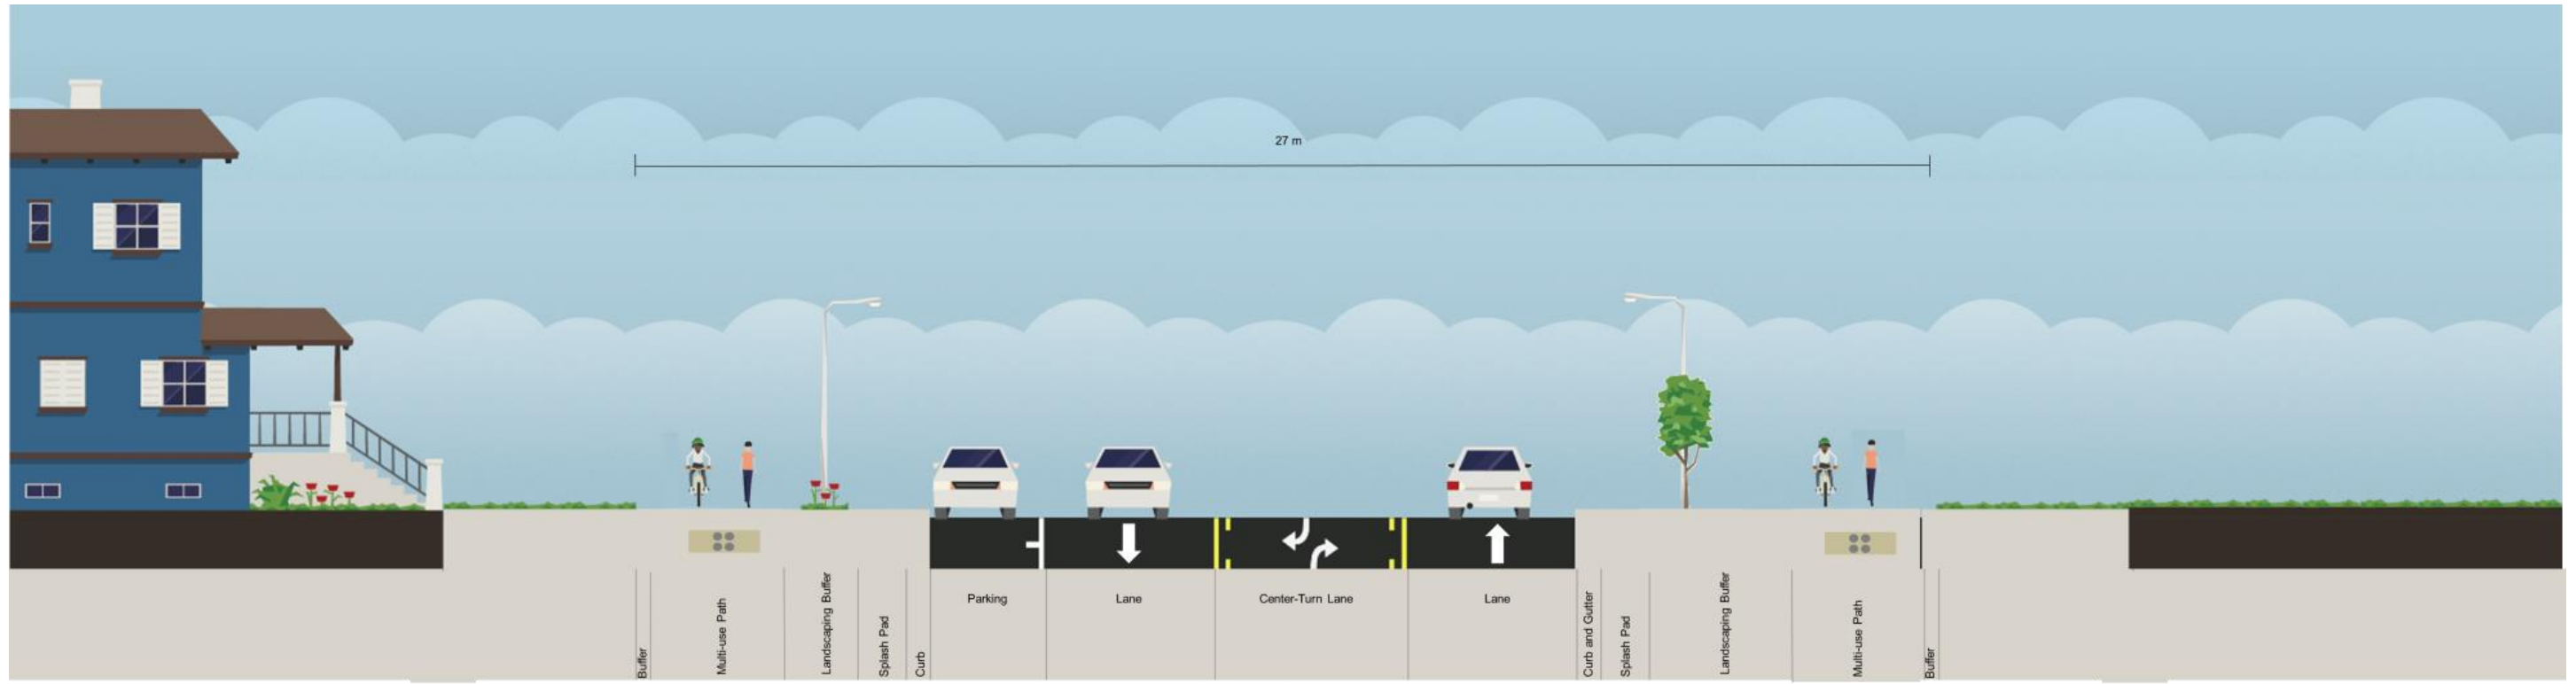 27 m
Buffer
Multi-use Path
Landscaping Buffer
Splash Pad
Curb
Parking
Lane
Center-Turn Lane
Lane
Curb and Gutter
Splash Pad
Landscaping Buffer
Multi-use Path
Buffer